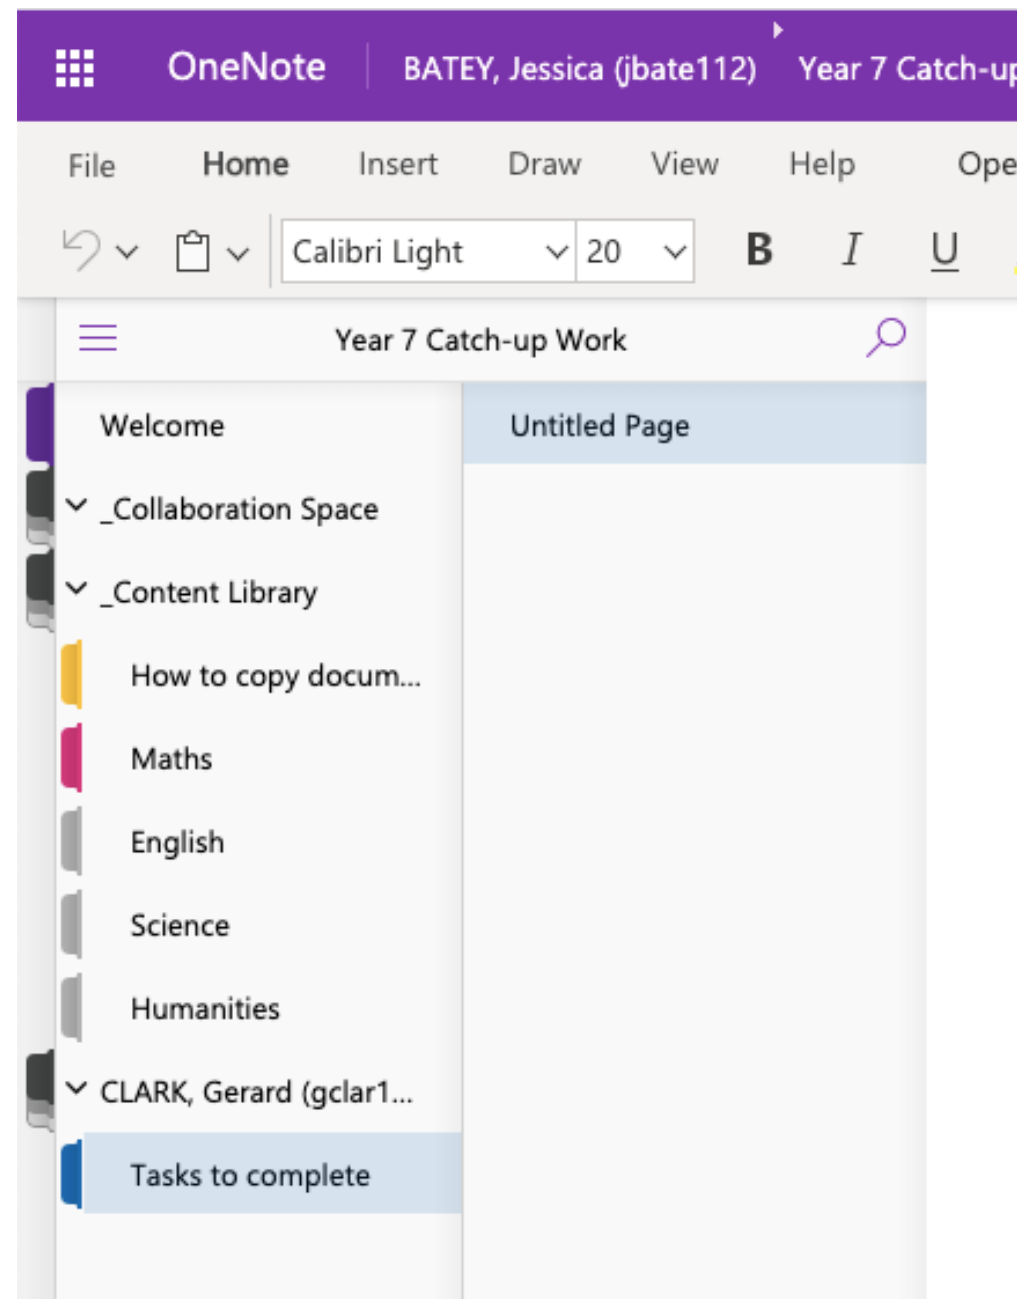 OneNote BATEY, Jessica (jbate112) Year 7 Catch-up
File Home Insert Draw View Help Ope
Calibri Light 20 B I U
Year 7 Catch-up Work
Welcome
Untitled Page
_Collaboration Space
_Content Library
How to copy docum...
Maths
English
Science
Humanities
CLARK, Gerard (gclar1...
Tasks to complete